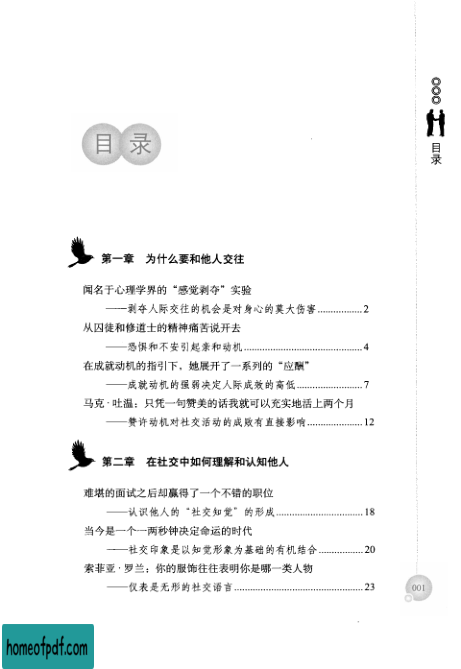 目录
目录
第一章 为什么要和他人交往
闻名于心理学界的“感觉剥夺”实验
——剥夺人际交往的机会是对身心的莫大伤害.................2
从囚徒和修道士的精神痛苦说开去
——恐惧和不安引起亲和动机.............................................4
在成就动机的指引下，她展开了一系列的“应酬”
——成就动机的强弱决定人际成效的高低.........................7
马克·吐温：只凭一句赞美的话我就可以充实地活上两个月
——赞许动机对社交活动的成败有直接影响.....................12
第二章 在社交中如何理解和认知他人
难堪的面试之后却赢得了一个不错的职位
——认识他人的“社交知觉”的形成.................................18
当今是一个一两秒钟决定命运的时代
——社交印象是以知觉形象为基础的有机结合.................20
索菲亚·罗兰：你的服饰往往表明你是哪一类人物
——仪表是无形的社交语言.................................................23
001
homeofpdf.com